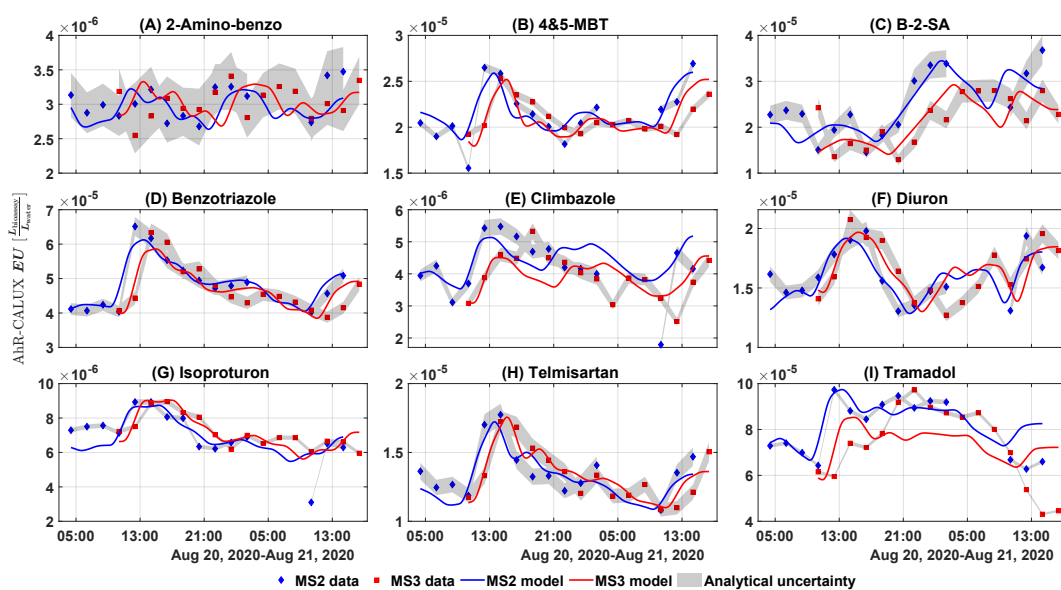 (A) 2-Amino-benzo
(B) 4&5-MBT
(C) B-2-SA
× 10⁻⁶
× 10⁻⁵
× 10⁻⁵
4
3.5
3
2.5
2
3
2.5
2
1.5
4
3
2
1
(D) Benzotriazole
(E) Climbazole
(F) Diuron
× 10⁻⁵
× 10⁻⁶
× 10⁻⁵
7
6
5
4
3
6
5
4
3
2
1.5
1
AhR-CALUX EU [L_bioassay/L_water]
(G) Isoproturon
(H) Telmisartan
(I) Tramadol
× 10⁻⁶
× 10⁻⁵
× 10⁻⁵
10
8
6
4
2
2
1.5
1
10
8
6
4
05:00 13:00 21:00 05:00 13:00
05:00 13:00 21:00 05:00 13:00
05:00 13:00 21:00 05:00 13:00
Aug 20, 2020-Aug 21, 2020
Aug 20, 2020-Aug 21, 2020
Aug 20, 2020-Aug 21, 2020
MS2 data MS3 data MS2 model MS3 model Analytical uncertainty